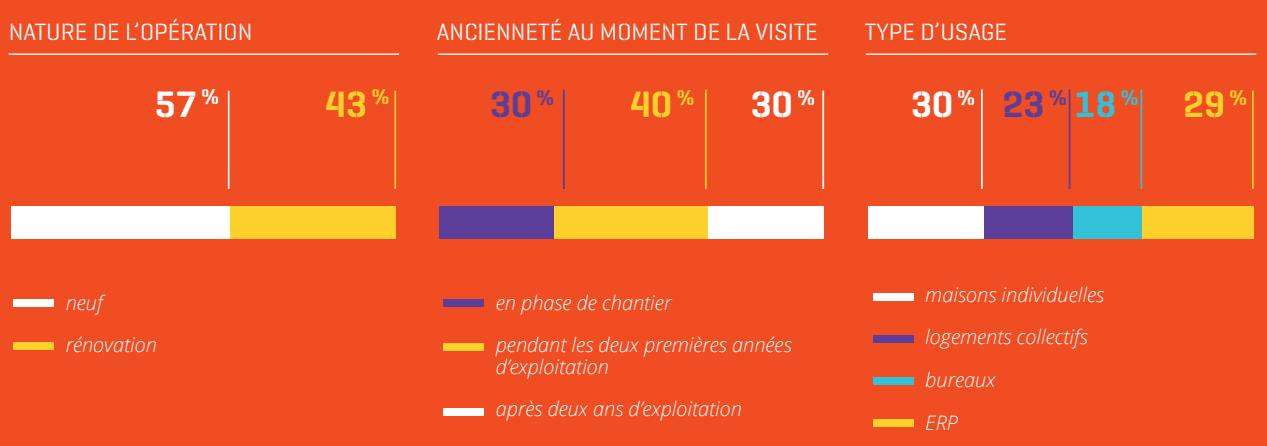 NATURE DE L'OPÉRATION
57 % 43 %
neuf
rénovation
ANCIENNETÉ AU MOMENT DE LA VISITE
30 % 40 % 30 %
en phase de chantier
pendant les deux premières années
d'exploitation
après deux ans d'exploitation
TYPE D'USAGE
30 % 23 % 18 % 29 %
maisons individuelles
logements collectifs
bureaux
ERP